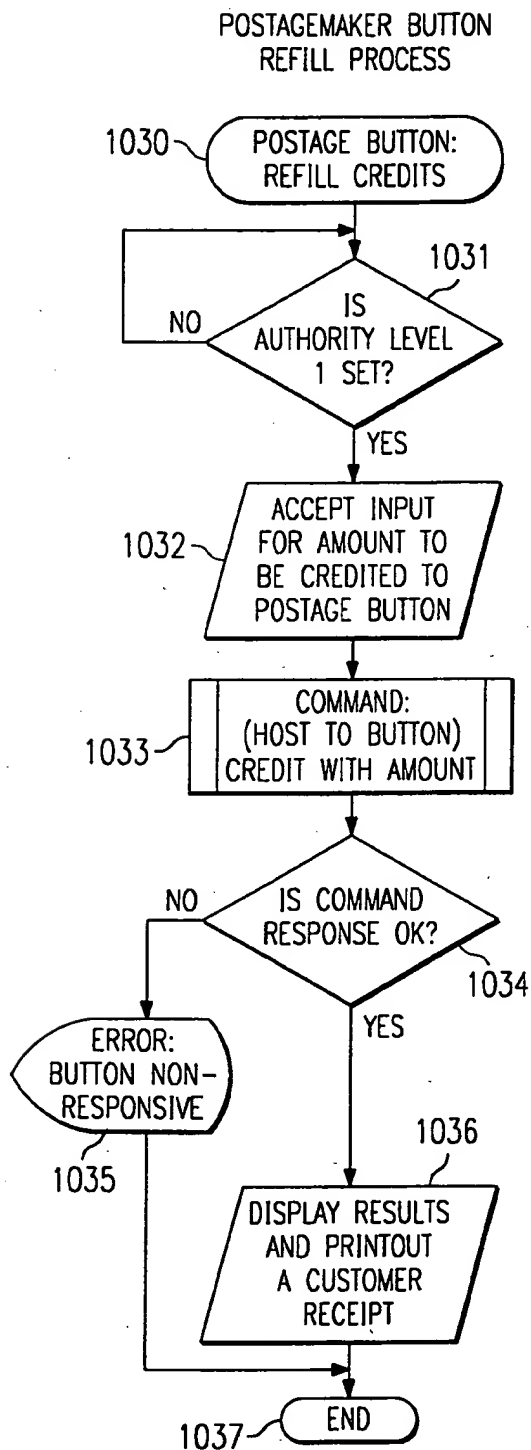 POSTAGEMAKER BUTTON
REFILL PROCESS
1030
POSTAGE BUTTON:
REFILL CREDITS
1031
NO
IS
AUTHORITY LEVEL
1 SET?
YES
1032
ACCEPT INPUT
FOR AMOUNT TO
BE CREDITED TO
POSTAGE BUTTON
1033
COMMAND:
(HOST TO BUTTON)
CREDIT WITH AMOUNT
NO
IS COMMAND
RESPONSE OK?
1034
YES
ERROR:
BUTTON NON-
RESPONSIVE
1035
1036
DISPLAY RESULTS
AND PRINTOUT
A CUSTOMER
RECEIPT
END
1037